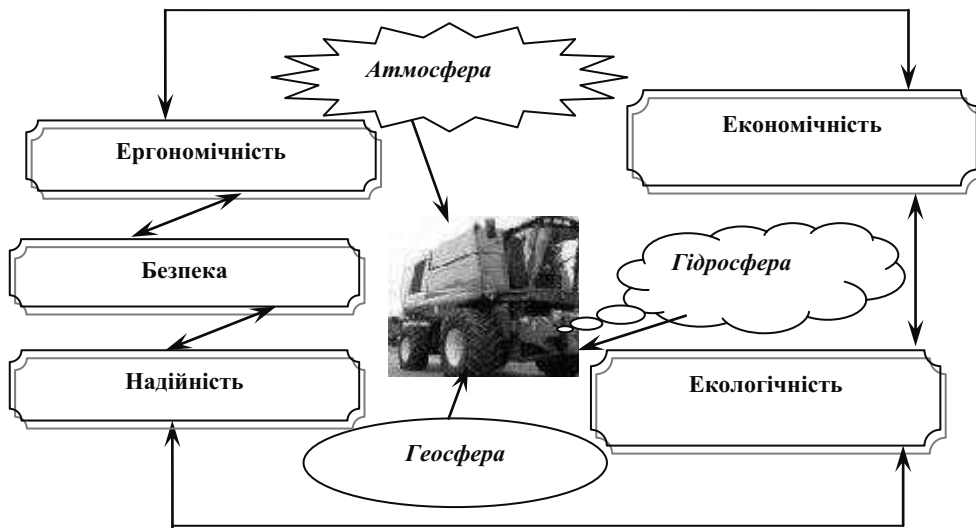 Атмосфера
Економічність
Ергономічність
Безпека
Гідросфера
Надійність
Екологічність
Геосфера